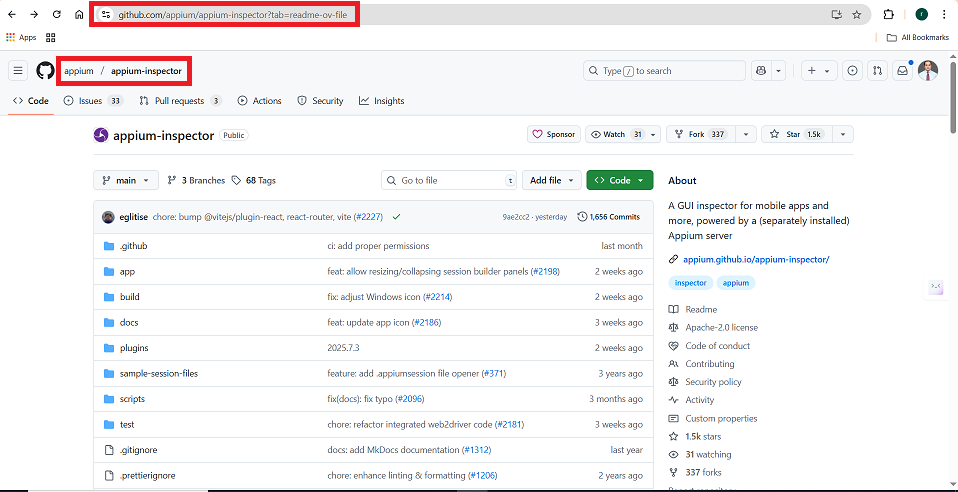 github.com/appium/appium-inspector?tab=readme-ov-file
r
Apps
All Bookmarks
appium / appium-inspector
Type / to search
Code Issues 33 Pull requests 3 Actions Security Insights
appium-inspector Public
Sponsor Watch 31 Fork 337 Star 1.5k
main 3 Branches 68 Tags Go to file t Add file Code
eglitise chore: bump @vitejs/plugin-react, react-router, vite (#2227) 9ae2cc2 · yesterday 1,656 Commits
.github ci: add proper permissions last month
app feat: allow resizing/collapsing session builder panels (#2198) 2 weeks ago
build fix: adjust Windows icon (#2214) 2 weeks ago
docs feat: update app icon (#2186) 3 weeks ago
plugins 2025.7.3 2 weeks ago
sample-session-files feature: add .appiumsession file opener (#371) 3 years ago
scripts fix(docs): fix typo (#2096) 3 months ago
test chore: refactor integrated web2driver code (#2181) 3 weeks ago
.gitignore docs: add MkDocs documentation (#1312) last year
.prettierignore chore: enhance linting & formatting (#1206) 2 years ago
About
A GUI inspector for mobile apps and
more, powered by a (separately installed)
Appium server
appium.github.io/appium-inspector/
inspector appium
Readme
Apache-2.0 license
Code of conduct
Contributing
Security policy
Activity
Custom properties
1.5k stars
31 watching
337 forks
Report repository